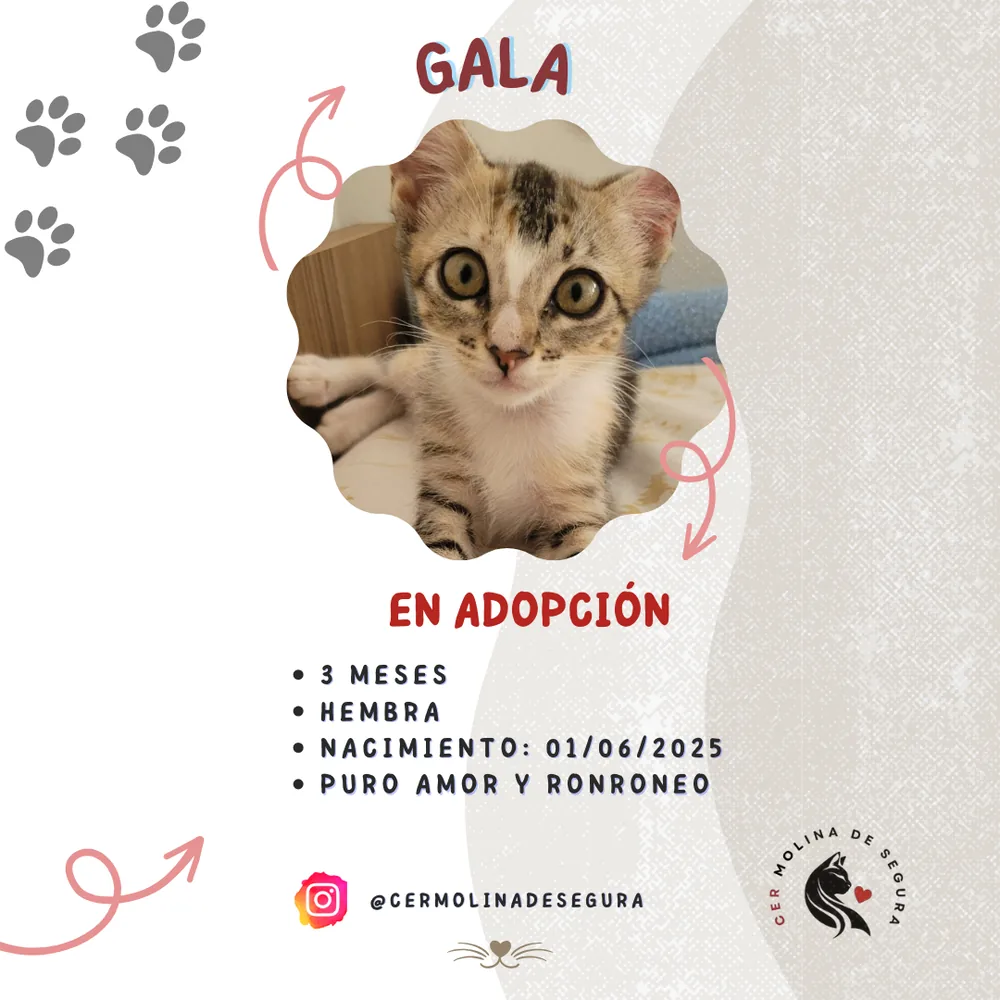 GALA
EN ADOPCIÓN
• 3 MESES
• HEMBRA
• NACIMIENTO: 01/06/2025
• PURO AMOR Y RONRONEO
@CERMOLINADESEGURA
CER MOLINA DE SEGURA